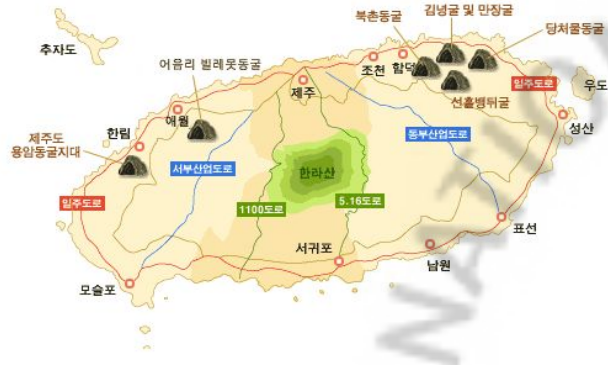 김녕굴 및 만장굴
북촌동굴
당처물동굴
추자도
어음리 빌레못동굴
조천
함덕
우도
제주
일주도로
선흘뱅뒤굴
애월
성산
한림
동부산업도로
제주도
용암동굴지대
서부산업도로
한라산
일주도로
1100도로
5.16도로
표선
서귀포
남원
모슬포